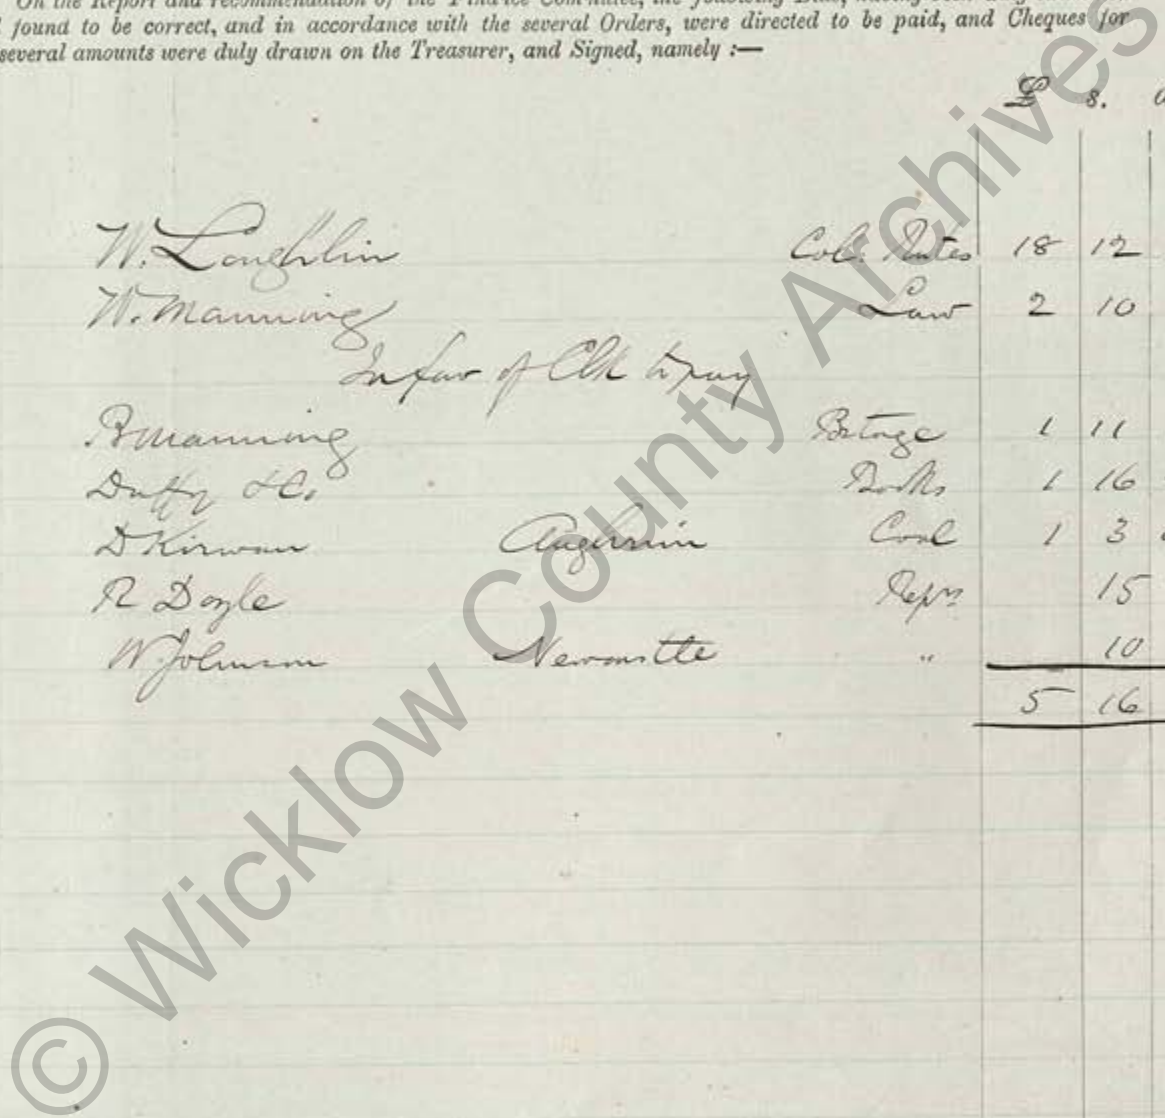 On the Report and recommendation of the Finance Committee, the following Bills, having been
found to be correct, and in accordance with the several Orders, were directed to be paid, and Cheques for
several amounts were duly drawn on the Treasurer, and Signed, namely :—
£ s.
W. Loughlin Col. Rates 18 12
W. Manning Law 2 10
In fav of Clk to pay
B Manning Postage 1 11
Duffy &C. Books 1 16
D Kirwan Aughrim Coal 1 3
R Doyle Reprs 15
W. Johnson Newcastle " 10
5 16
© Wicklow County Archives